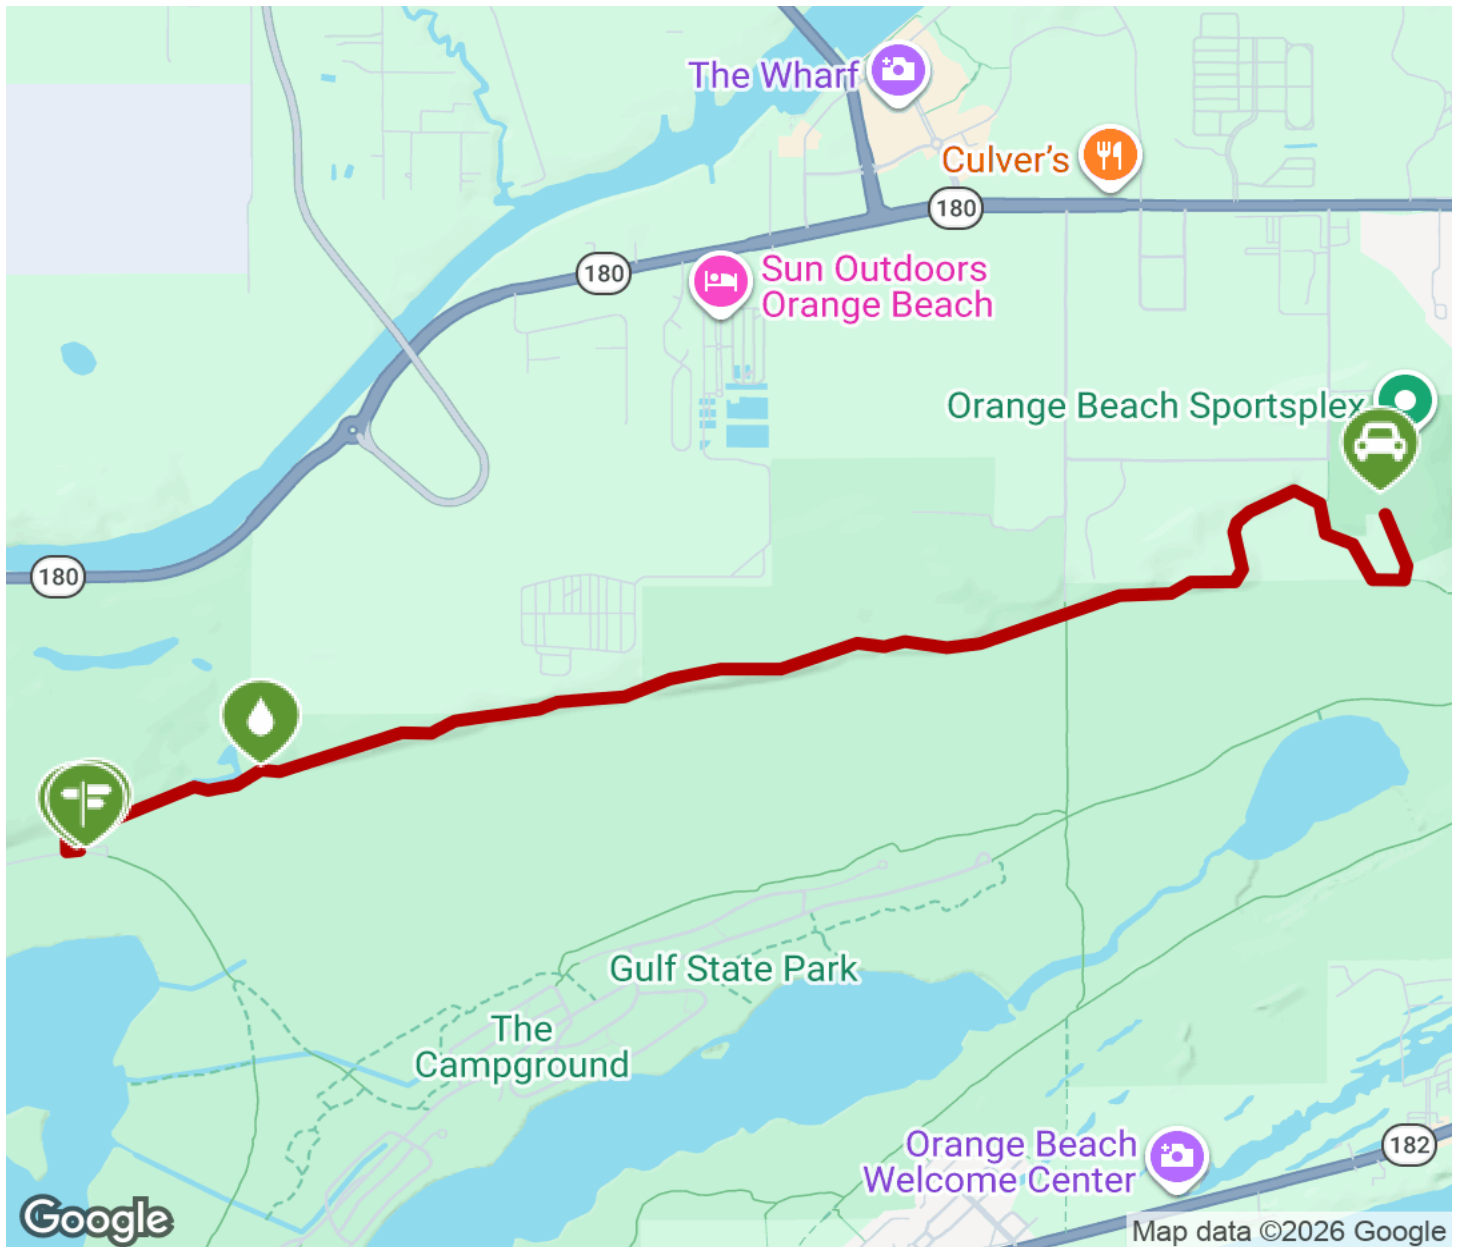 The Wharf
Culver's
180
180
Sun Outdoors
Orange Beach
Orange Beach Sportsplex
180
Gulf State Park
The
Campground
Orange Beach
Welcome Center
182
Google
Map data ©2026 Google